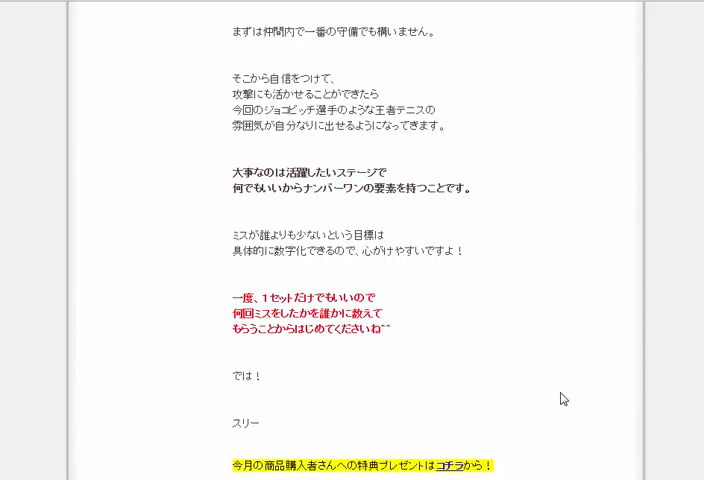 まずは仲間内で一番の守備でも構いません。
そこから自信をつけて、
攻撃にも活かせることができたら
今回のジョコビッチ選手のような王者テニスの
雰囲気が自分なりに出せるようになってきます。
大事なのは活躍したいステージで
何でもいいからナンバーワンの要素を持つことです。
ミスが誰よりも少ないという目標は
具体的に数字化できるので、心がけやすいですよ！
一度、１セットだけでもいいので
何回ミスをしたかを誰かに数えて
もらうことからはじめてくださいね^^
では！
スリー
今月の商品購入者さんへの特典プレゼントはコチラから！